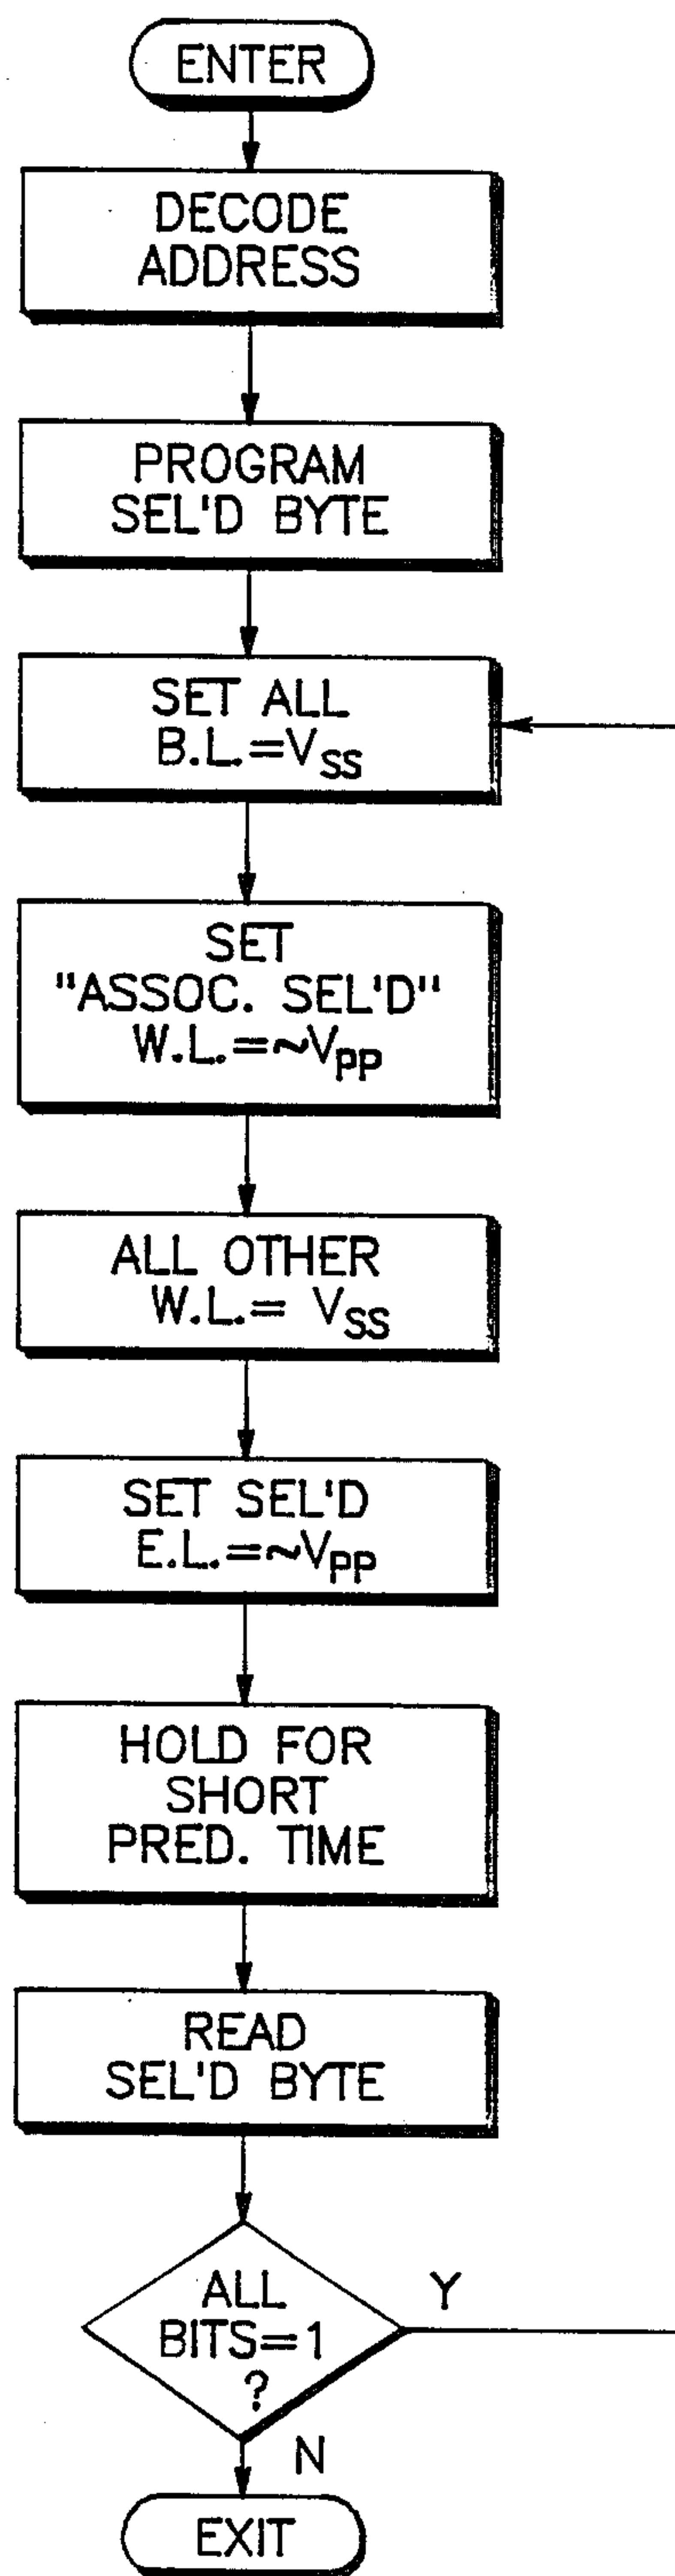 ENTER
DECODE
ADDRESS
PROGRAM
SEL'D BYTE
SET ALL
B.L.=VSS
SET
"ASSOC. SEL'D"
W.L.=~VPP
ALL OTHER
W.L.= VSS
SET SEL'D
E.L.=~VPP
HOLD FOR
SHORT
PRED. TIME
READ
SEL'D BYTE
ALL
BITS=1
?
Y
N
EXIT